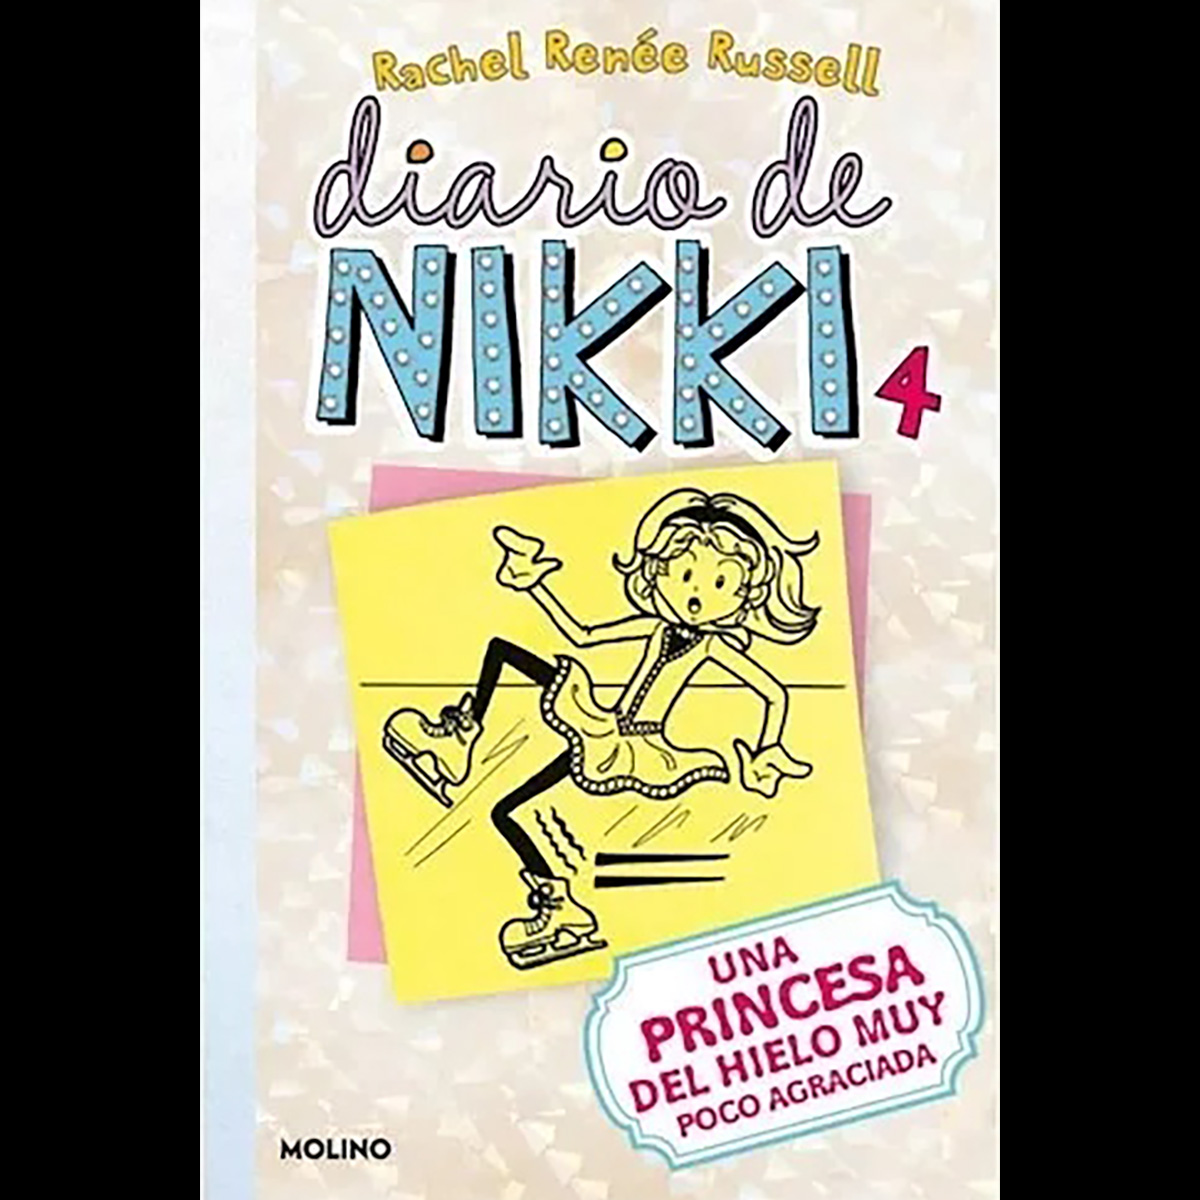 Rachel Renée Russell
diario de
NIKKI 4
UNA
PRINCESA
DEL HIELO MUY
POCO AGRACIADA
MOLINO